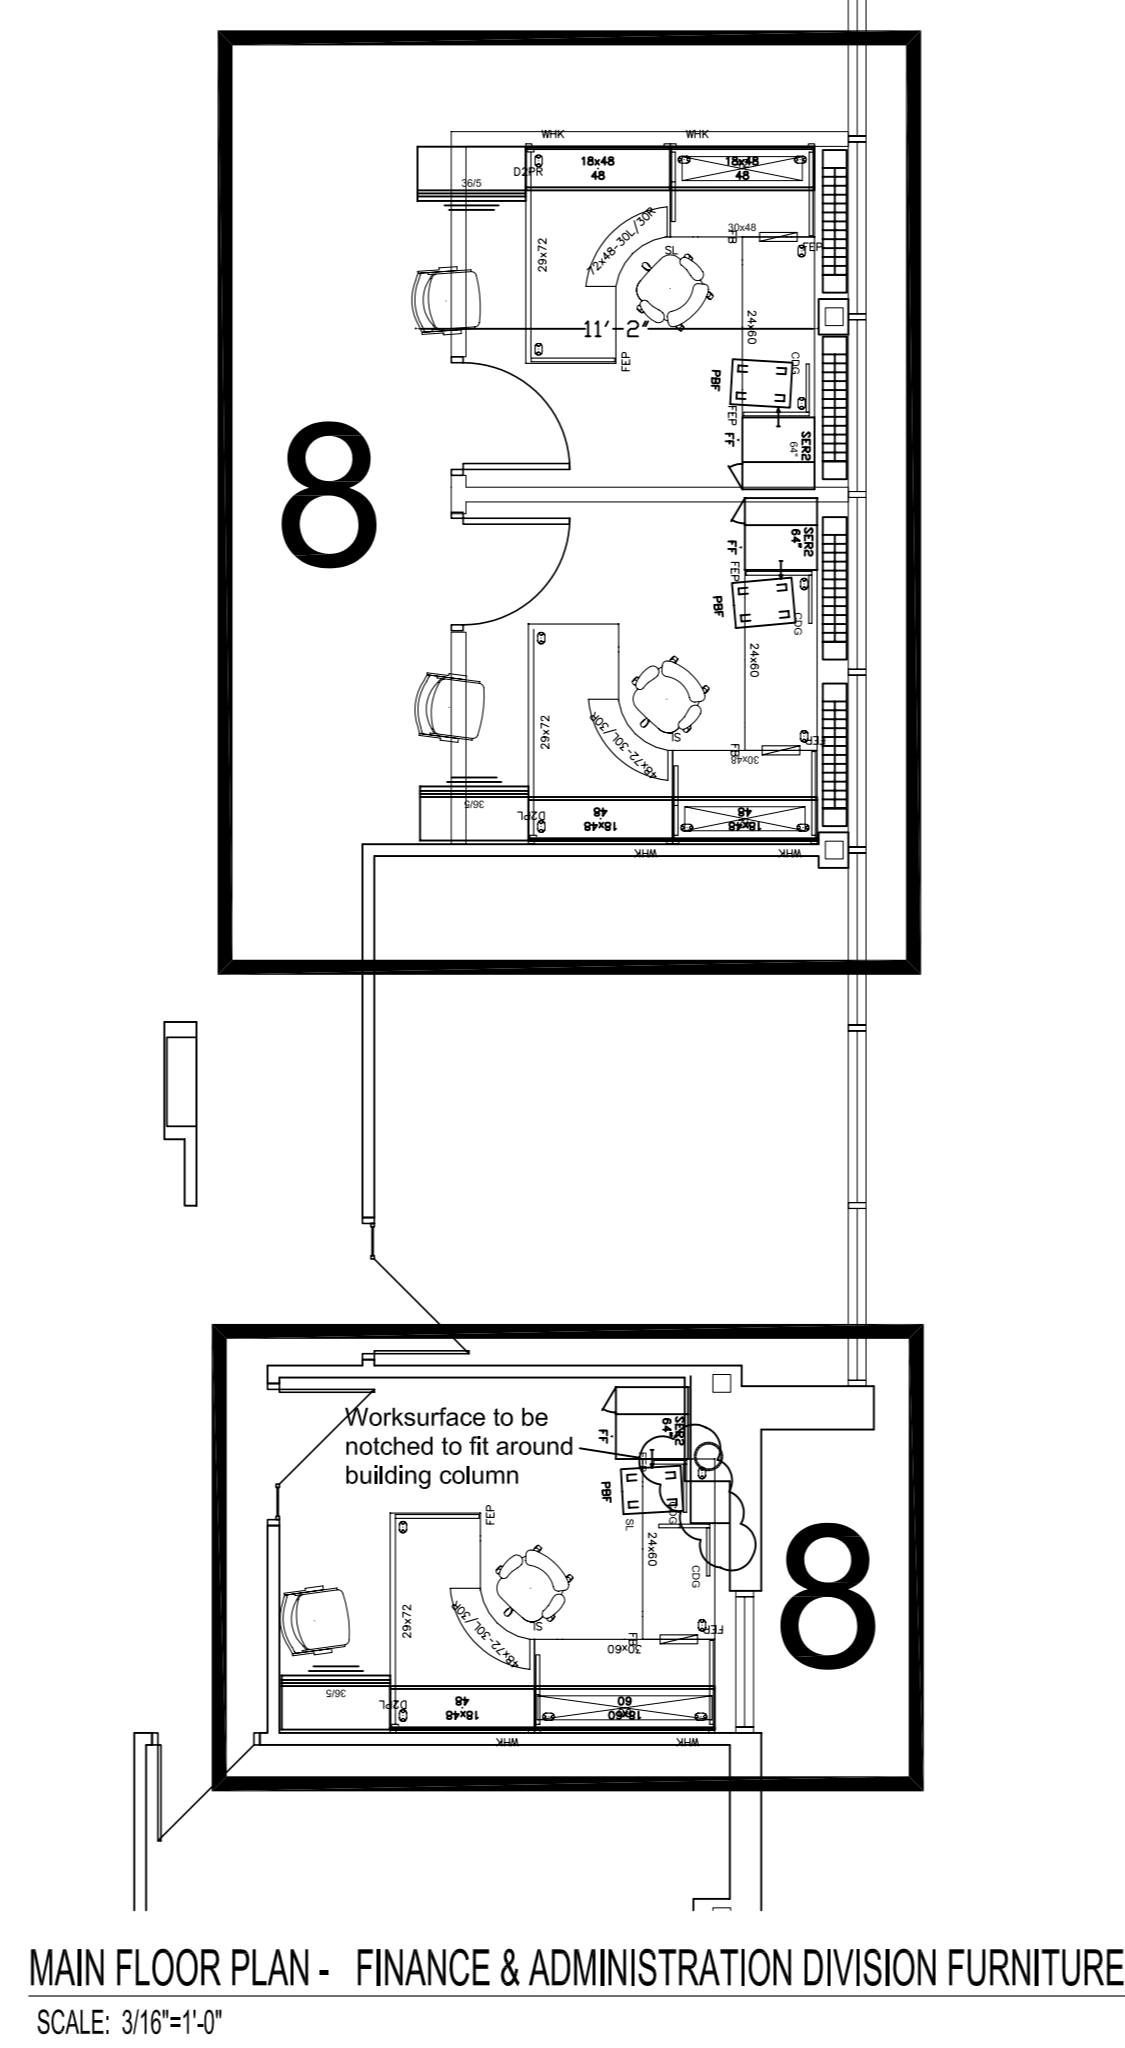 WHK WHK
18x48 18x48
48 48
D2PR
36/5
72x48-30L/30R
30x48
FB
FEP
SL
29x72
11'-2"
24x60
FEP
CDG
PBF
FEP
FF
SER2
64"
8
SER2
64"
FF
FEP
PBF
CDG
24x60
29x72
SL
48x72-30L/30R
FEP
FB
30x48
36/5
D2PL
48 48
18x48 18x48
WHK WHK
Worksurface to be
notched to fit around
building column
SER2
64"
FF
PBF
FEP
SL
CDG
24x60
CDG
8
29x72
SL
48x72-30L/30R
FEP
FB
30x60
36/5
D2PL
48 60
18x48 18x60
WHK WHK
MAIN FLOOR PLAN - FINANCE & ADMINISTRATION DIVISION FURNITURE
SCALE: 3/16"=1'-0"